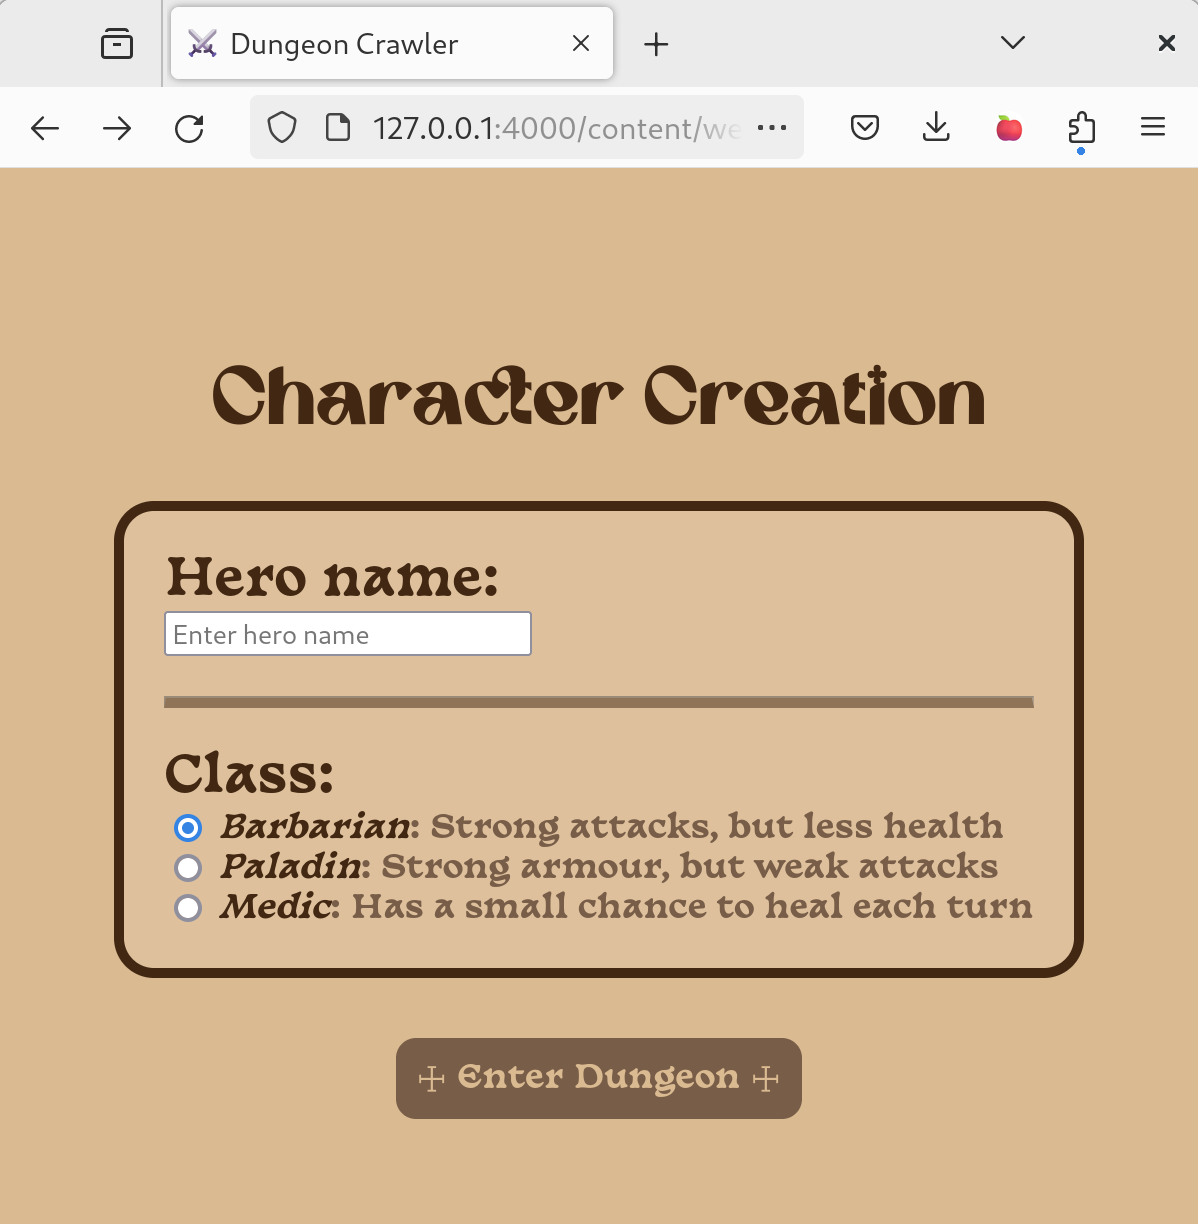 Dungeon Crawler
127.0.0.1:4000/content/we
Character Creation
Hero name:
Enter hero name
Class:
Barbarian: Strong attacks, but less health
Paladin: Strong armour, but weak attacks
Medic: Has a small chance to heal each turn
☩ Enter Dungeon ☩